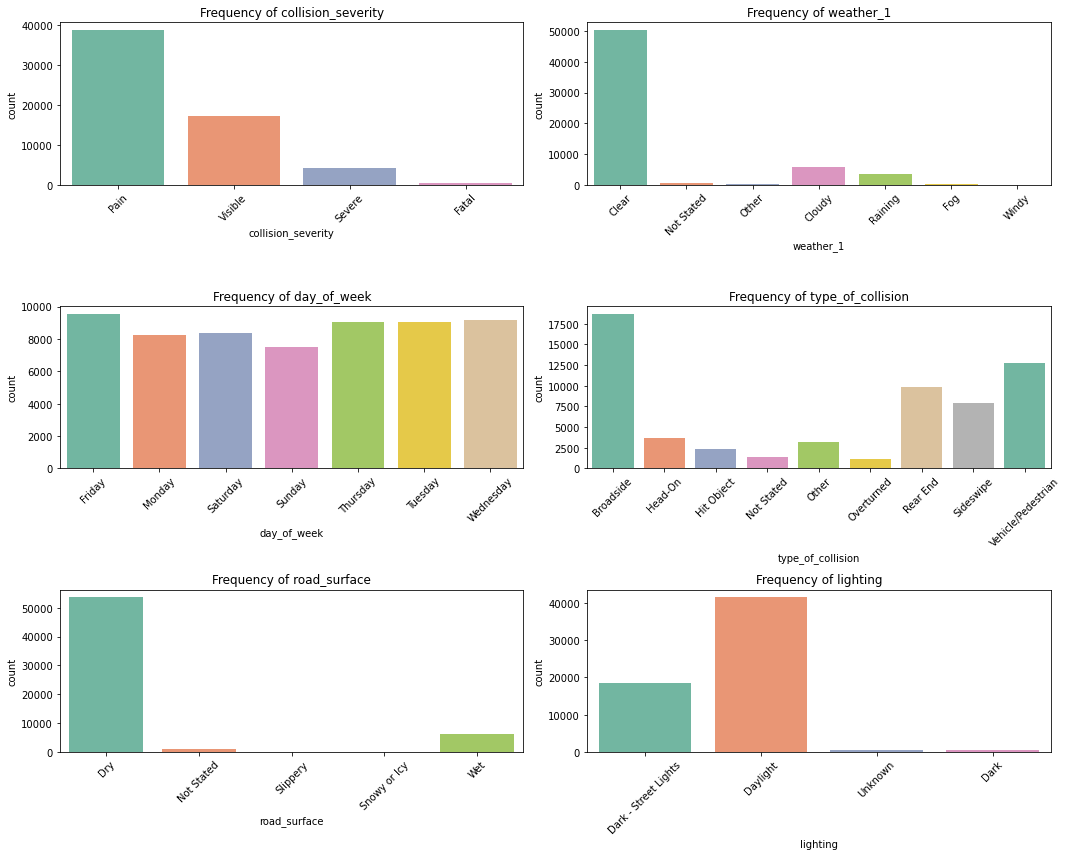 Frequency of collision_severity
count
40000
30000
20000
10000
0
Pain
Visible
Severe
Fatal
collision_severity
Frequency of weather_1
count
50000
40000
30000
20000
10000
0
Clear
Not Stated
Other
Cloudy
Raining
Fog
Windy
weather_1
Frequency of day_of_week
count
10000
8000
6000
4000
2000
0
Friday
Monday
Saturday
Sunday
Thursday
Tuesday
Wednesday
day_of_week
Frequency of type_of_collision
count
17500
15000
12500
10000
7500
5000
2500
0
Broadside
Head-On
Hit Object
Not Stated
Other
Overturned
Rear End
Sideswipe
Vehicle/Pedestrian
type_of_collision
Frequency of road_surface
count
50000
40000
30000
20000
10000
0
Dry
Not Stated
Slippery
Snowy or Icy
Wet
road_surface
Frequency of lighting
count
40000
30000
20000
10000
0
Dark - Street Lights
Daylight
Unknown
Dark
lighting